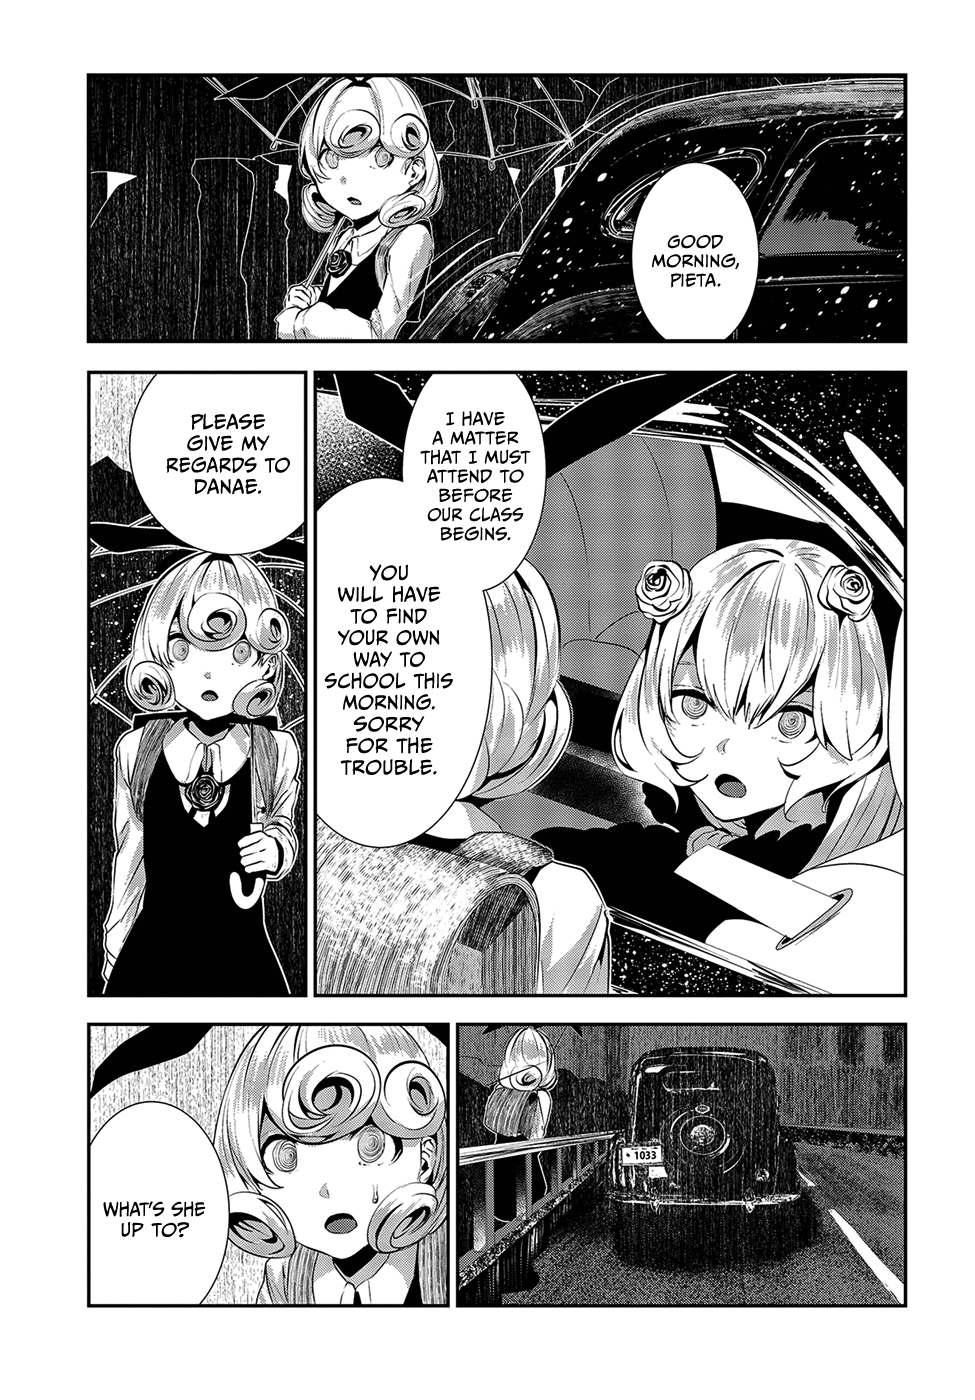 GOOD
MORNING,
PIETA.
I HAVE
A MATTER
THAT I MUST
ATTEND TO
BEFORE
OUR CLASS
BEGINS.
YOU
WILL HAVE
TO FIND
YOUR OWN
WAY TO
SCHOOL THIS
MORNING.
SORRY
FOR THE
TROUBLE.
PLEASE
GIVE MY
REGARDS TO
DANAE.
1033
WHAT'S SHE
UP TO?